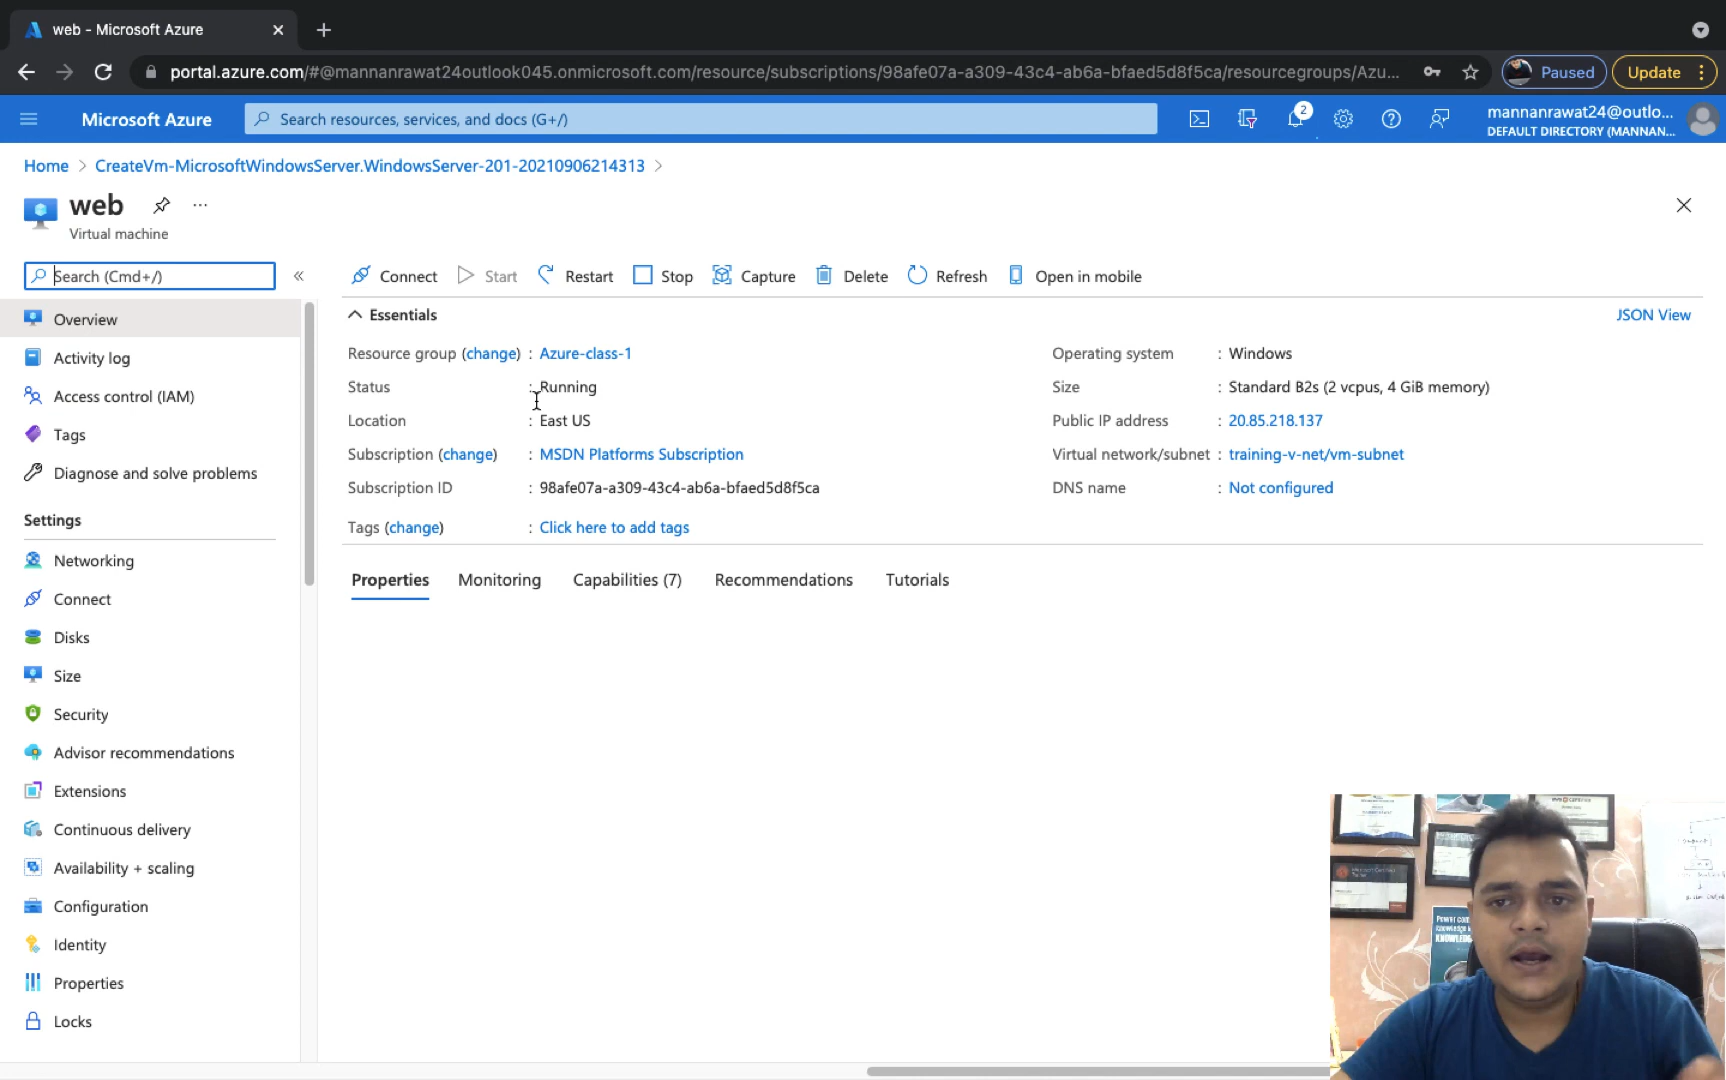 web - Microsoft Azure
portal.azure.com/#@mannanrawat24outlook045.onmicrosoft.com/resource/subscriptions/98afe07a-a309-43c4-ab6a-bfaed5d8f5ca/resourcegroups/Azu...
Paused
Update
Microsoft Azure
Search resources, services, and docs (G+/)
2
mannanrawat24@outlo...
DEFAULT DIRECTORY (MANNAN...
Home > CreateVm-MicrosoftWindowsServer.WindowsServer-201-20210906214313 >
web
...
Virtual machine
Search (Cmd+/)
«
Connect
Start
Restart
Stop
Capture
Delete
Refresh
Open in mobile
Overview
Activity log
Access control (IAM)
Tags
Diagnose and solve problems
Settings
Networking
Connect
Disks
Size
Security
Advisor recommendations
Extensions
Continuous delivery
Availability + scaling
Configuration
Identity
Properties
Locks
Essentials
JSON View
Resource group (change) : Azure-class-1
Status : Running
Location : East US
Subscription (change) : MSDN Platforms Subscription
Subscription ID : 98afe07a-a309-43c4-ab6a-bfaed5d8f5ca
Tags (change) : Click here to add tags
Operating system : Windows
Size : Standard B2s (2 vcpus, 4 GiB memory)
Public IP address : 20.85.218.137
Virtual network/subnet : training-v-net/vm-subnet
DNS name : Not configured
Properties
Monitoring
Capabilities (7)
Recommendations
Tutorials
Power com
Knowledge i
KNOWLEDG